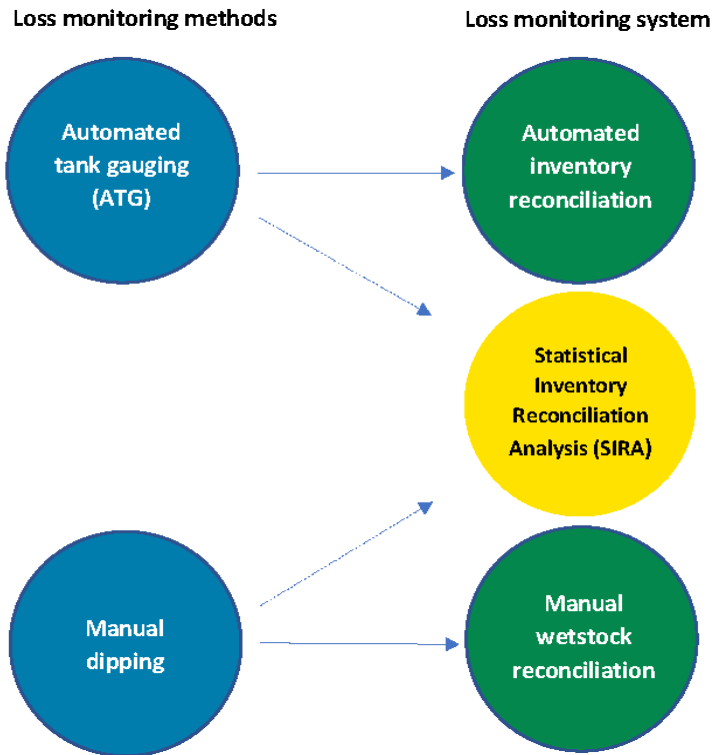 Loss monitoring methods
Loss monitoring system
Automated
tank gauging
(ATG)
Automated
inventory
reconciliation
Statistical
Inventory
Reconciliation
Analysis (SIRA)
Manual
dipping
Manual
wetstock
reconciliation